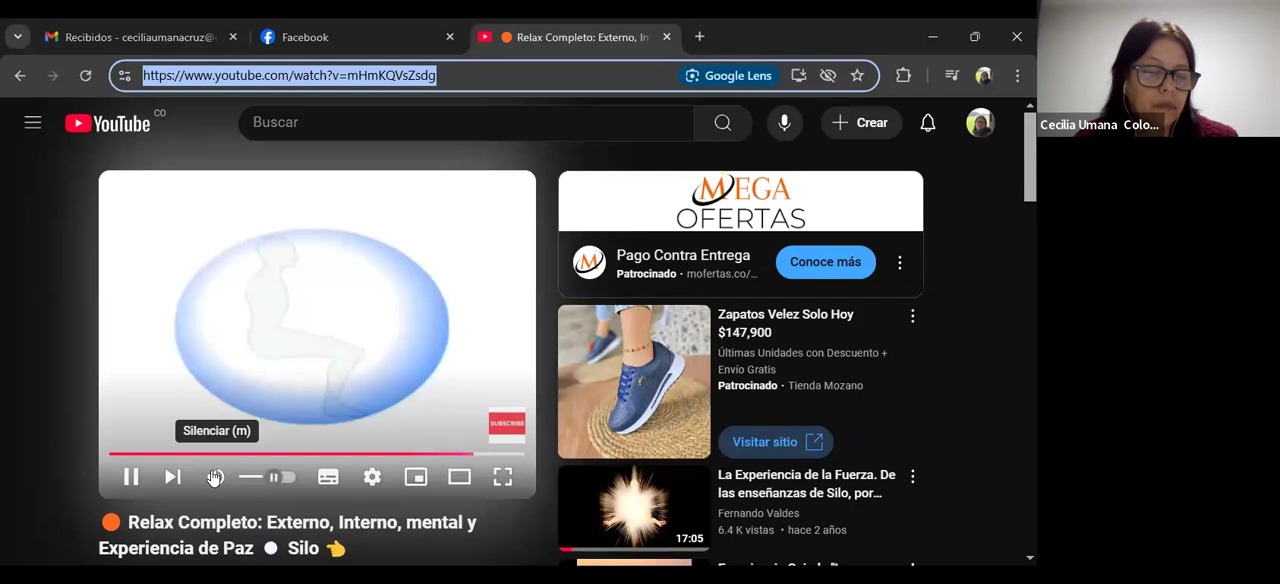 Recibidos - ceciliaumanacruz@
Facebook
Relax Completo: Externo, In
https://www.youtube.com/watch?v=mHmKQVsZsdg
Google Lens
YouTube CO
Buscar
Crear
Cecilia Umana Colo...
MEGA
OFERTAS
Pago Contra Entrega
Patrocinado · mofertas.co/...
Conoce más
Zapatos Velez Solo Hoy
$147,900
Últimas Unidades con Descuento +
Envío Gratis
Patrocinado · Tienda Mozano
Visitar sitio
SUBSCRIBE
Silenciar (m)
Relax Completo: Externo, Interno, mental y
Experiencia de Paz Silo
La Experiencia de la Fuerza. De
las enseñanzas de Silo, por...
Fernando Valdes
6.4 K vistas · hace 2 años
17:05